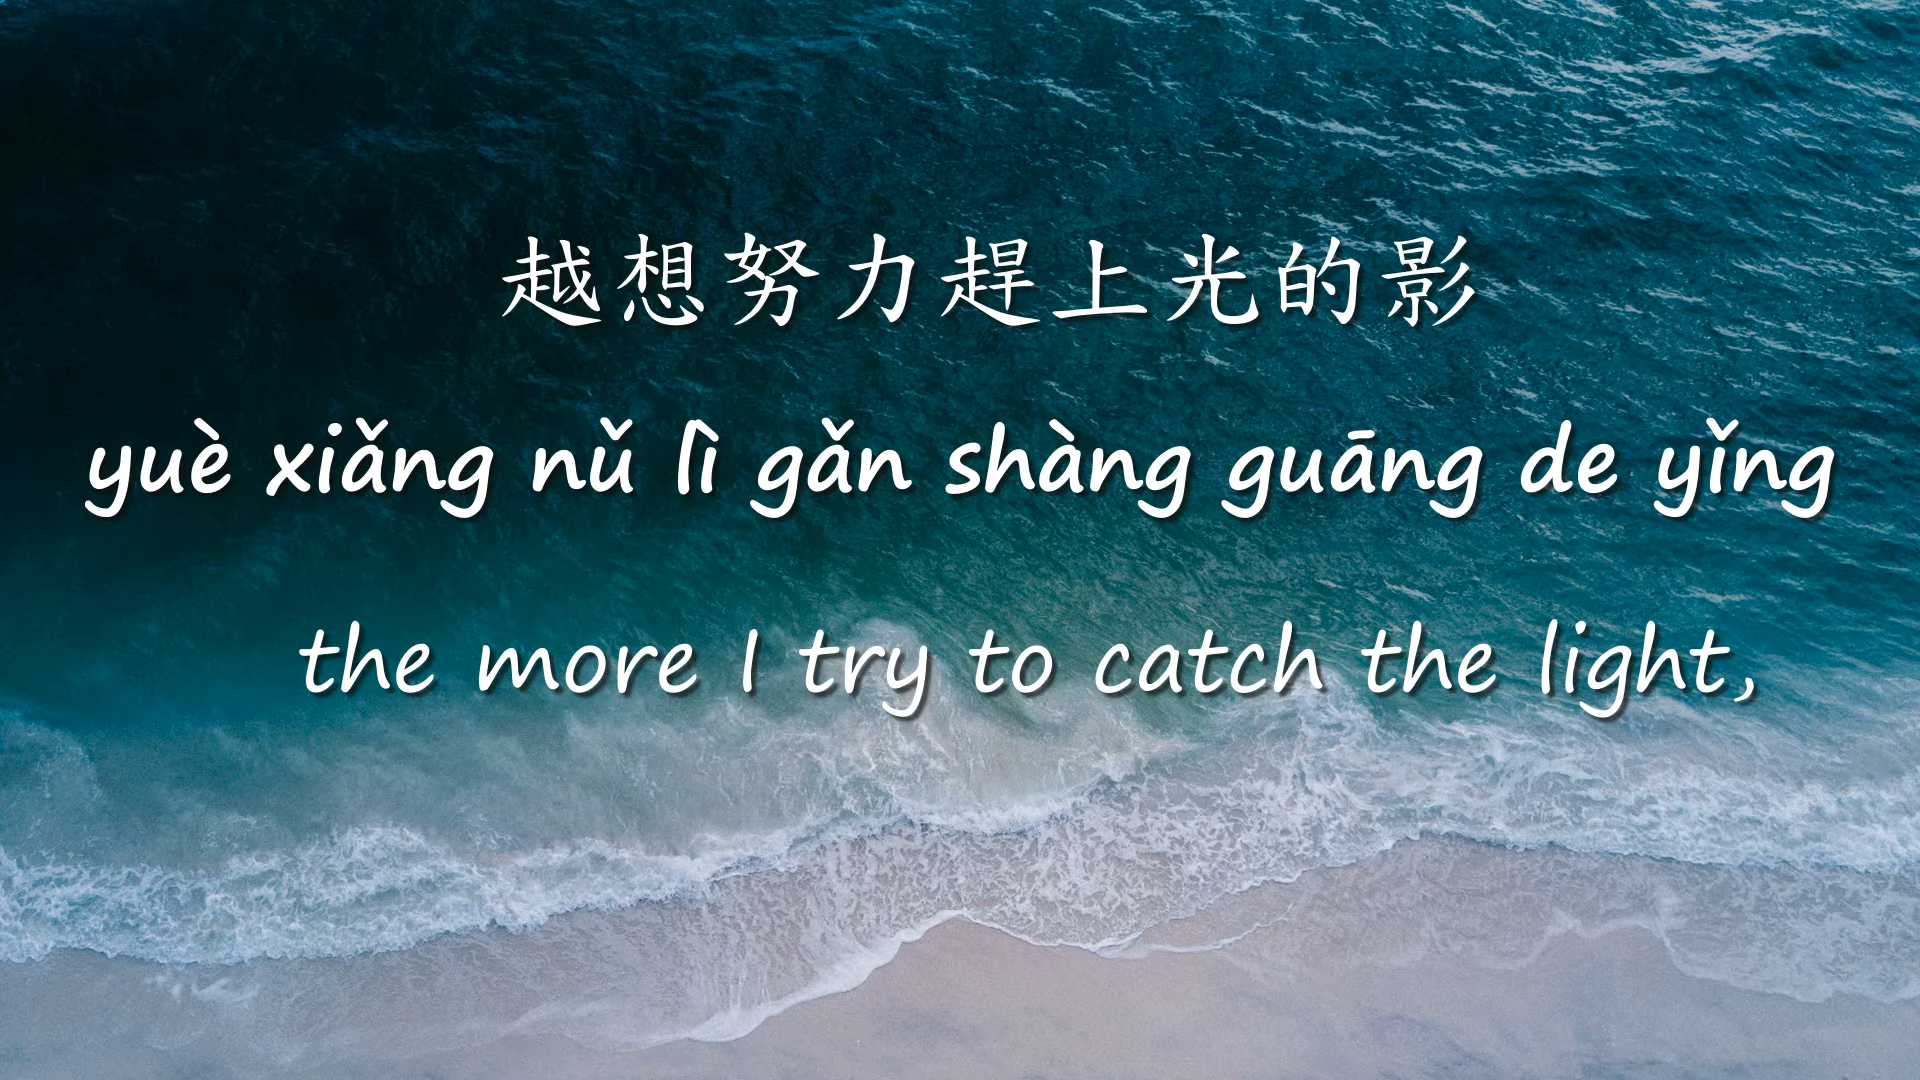 越想努力趕上光的影
yuè xiǎng nǔ lì gǎn shàng guāng de yǐng
the more I try to catch the light,